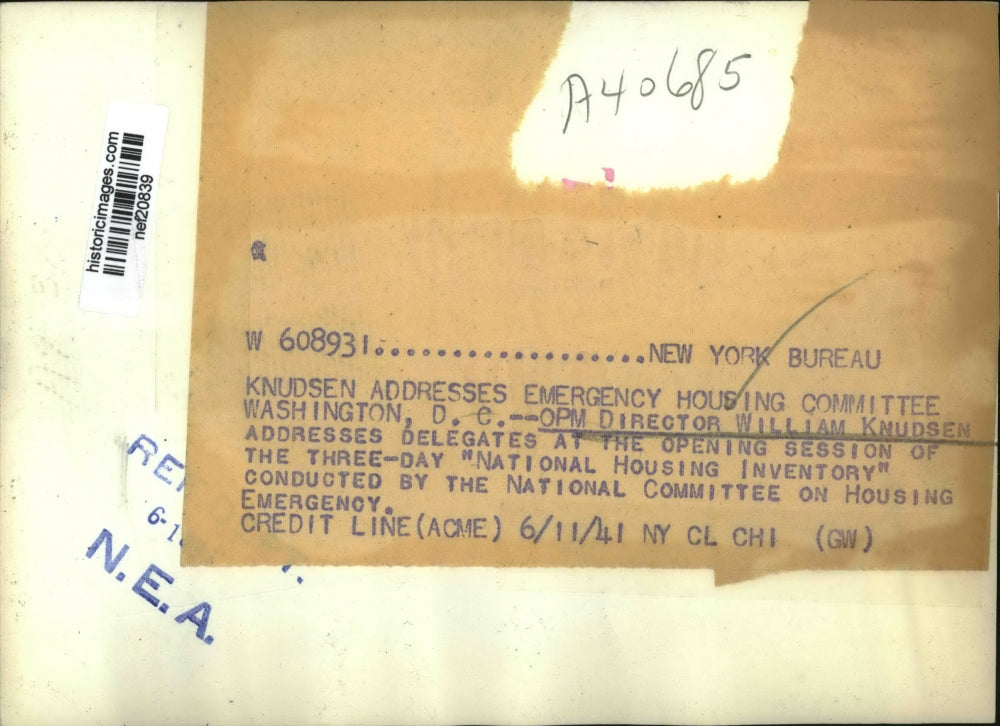 A40685
historicimages.com
nef20839
W 608931....................NEW YORK BUREAU
KNUDSEN ADDRESSES EMERGENCY HOUSING COMMITTEE
WASHINGTON, D. C.--OPM DIRECTOR WILLIAM KNUDSEN
ADDRESSES DELEGATES AT THE OPENING SESSION OF
THE THREE-DAY "NATIONAL HOUSING INVENTORY"
CONDUCTED BY THE NATIONAL COMMITTEE ON HOUSING
EMERGENCY.
CREDIT LINE(ACME) 6/11/41 NY CL CHI (GW)
N.E.A.